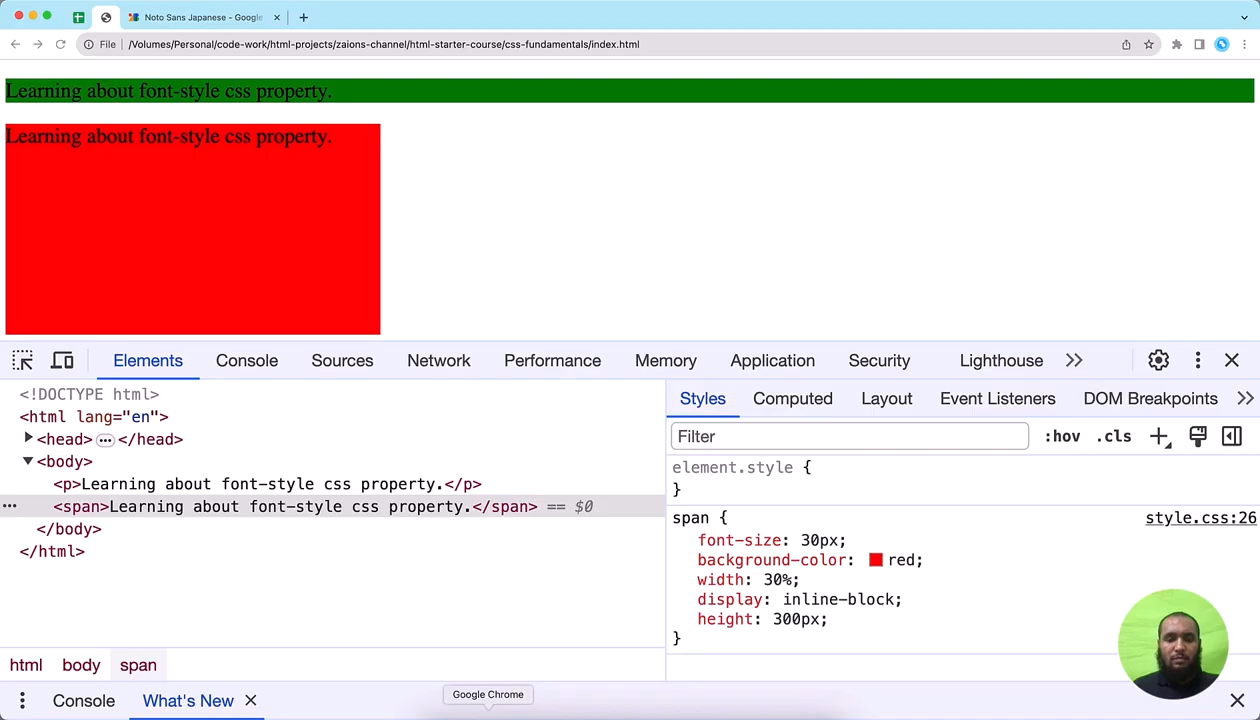 Noto Sans Japanese - Google
File
/Volumes/Personal/code-work/html-projects/zaions-channel/html-starter-course/css-fundamentals/index.html
Learning about font-style css property.
Learning about font-style css property.
Elements Console Sources Network Performance Memory Application Security Lighthouse
<!DOCTYPE html>
<html lang="en">
<head> ••• </head>
<body>
<p>Learning about font-style css property.</p>
<span>Learning about font-style css property.</span> == $0
</body>
</html>
html body span
Styles Computed Layout Event Listeners DOM Breakpoints
Filter :hov .cls
element.style {
}
span { style.css:26
font-size: 30px;
background-color: red;
width: 30%;
display: inline-block;
height: 300px;
}
Console What's New
Google Chrome